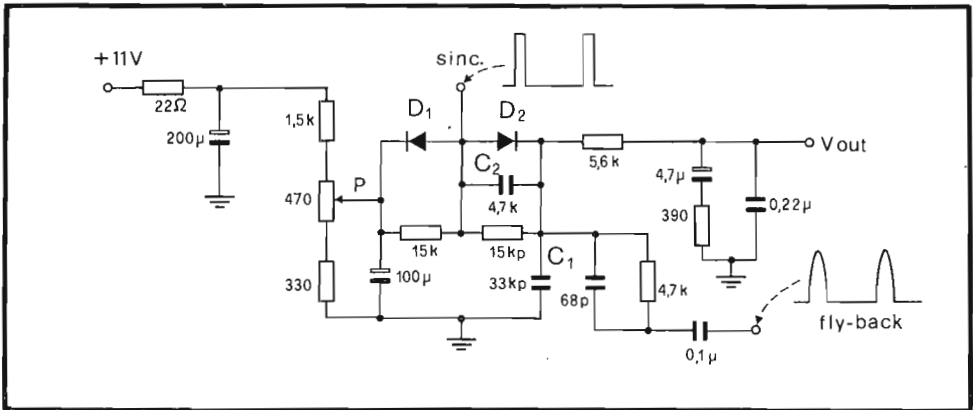 +11V
22Ω
200µ
1,5k
470
P
330
100µ
15k
D1
sinc.
D2
C2
4,7k
15kp
C1
33kp
68p
4,7k
5,6k
4,7µ
390
0,22µ
Vout
0,1µ
fly-back